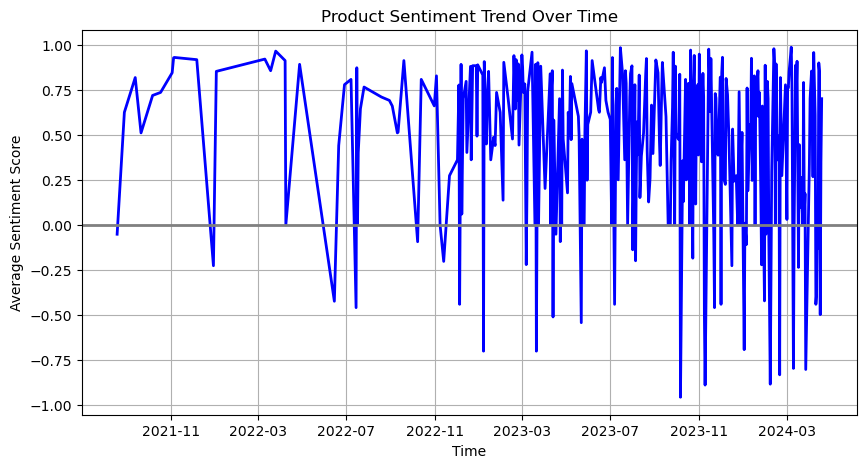 Product Sentiment Trend Over Time
Average Sentiment Score
1.00
0.75
0.50
0.25
0.00
−0.25
−0.50
−0.75
−1.00
2021-11 2022-03 2022-07 2022-11 2023-03 2023-07 2023-11 2024-03
Time